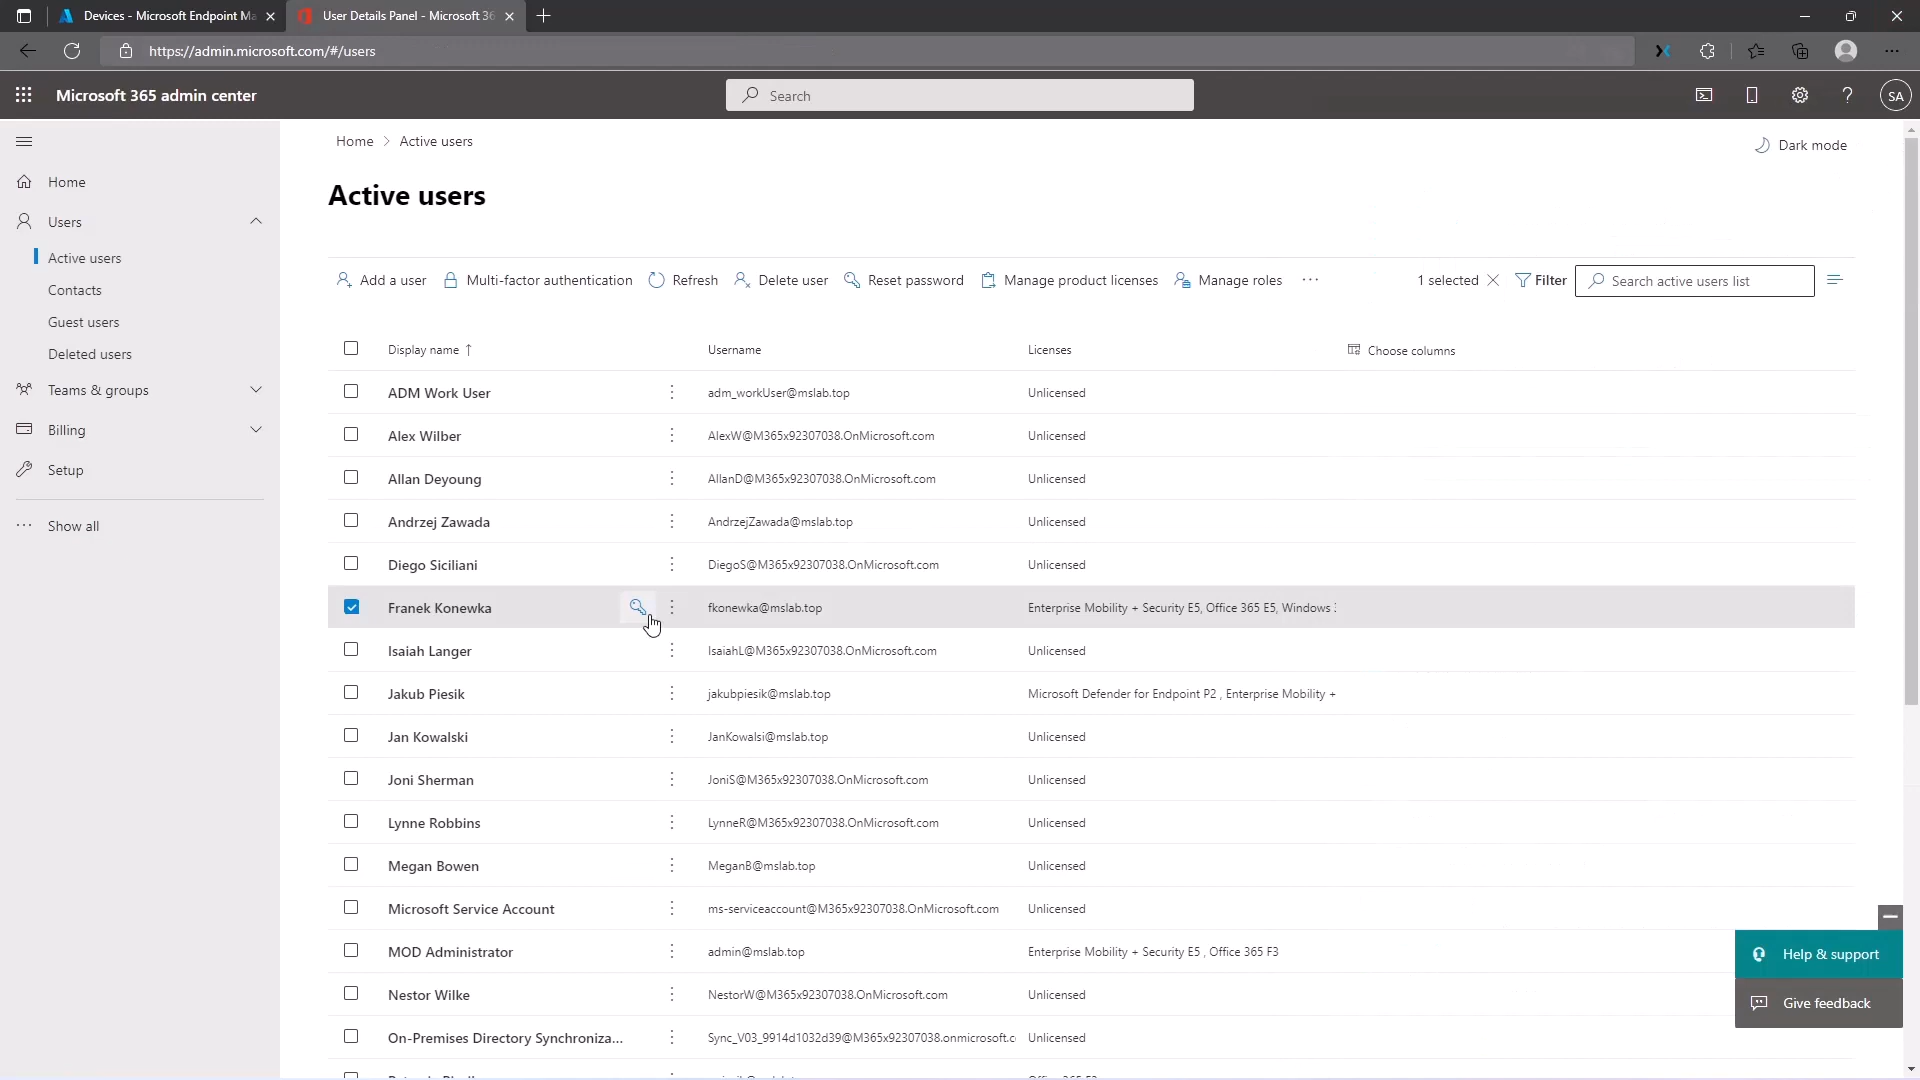 Devices - Microsoft Endpoint Ma
User Details Panel - Microsoft 36
https://admin.microsoft.com/#/users
Microsoft 365 admin center
Search
SA
Home
Users
Active users
Contacts
Guest users
Deleted users
Teams & groups
Billing
Setup
Show all
Home > Active users
Dark mode
Active users
Add a user Multi-factor authentication Refresh Delete user Reset password Manage product licenses Manage roles ··· 1 selected Filter Search active users list
Display name ↑ Username Licenses Choose columns
ADM Work User adm_workUser@mslab.top Unlicensed
Alex Wilber AlexW@M365x92307038.OnMicrosoft.com Unlicensed
Allan Deyoung AllanD@M365x92307038.OnMicrosoft.com Unlicensed
Andrzej Zawada AndrzejZawada@mslab.top Unlicensed
Diego Siciliani DiegoS@M365x92307038.OnMicrosoft.com Unlicensed
Franek Konewka fkonewka@mslab.top Enterprise Mobility + Security E5, Office 365 E5, Windows
Isaiah Langer IsaiahL@M365x92307038.OnMicrosoft.com Unlicensed
Jakub Piesik jakubpiesik@mslab.top Microsoft Defender for Endpoint P2 , Enterprise Mobility +
Jan Kowalski JanKowalsi@mslab.top Unlicensed
Joni Sherman JoniS@M365x92307038.OnMicrosoft.com Unlicensed
Lynne Robbins LynneR@M365x92307038.OnMicrosoft.com Unlicensed
Megan Bowen MeganB@mslab.top Unlicensed
Microsoft Service Account ms-serviceaccount@M365x92307038.OnMicrosoft.com Unlicensed
MOD Administrator admin@mslab.top Enterprise Mobility + Security E5 , Office 365 F3
Nestor Wilke NestorW@M365x92307038.OnMicrosoft.com Unlicensed
On-Premises Directory Synchroniza... Sync_V03_9914d1032d39@M365x92307038.onmicrosoft.c Unlicensed
Help & support
Give feedback